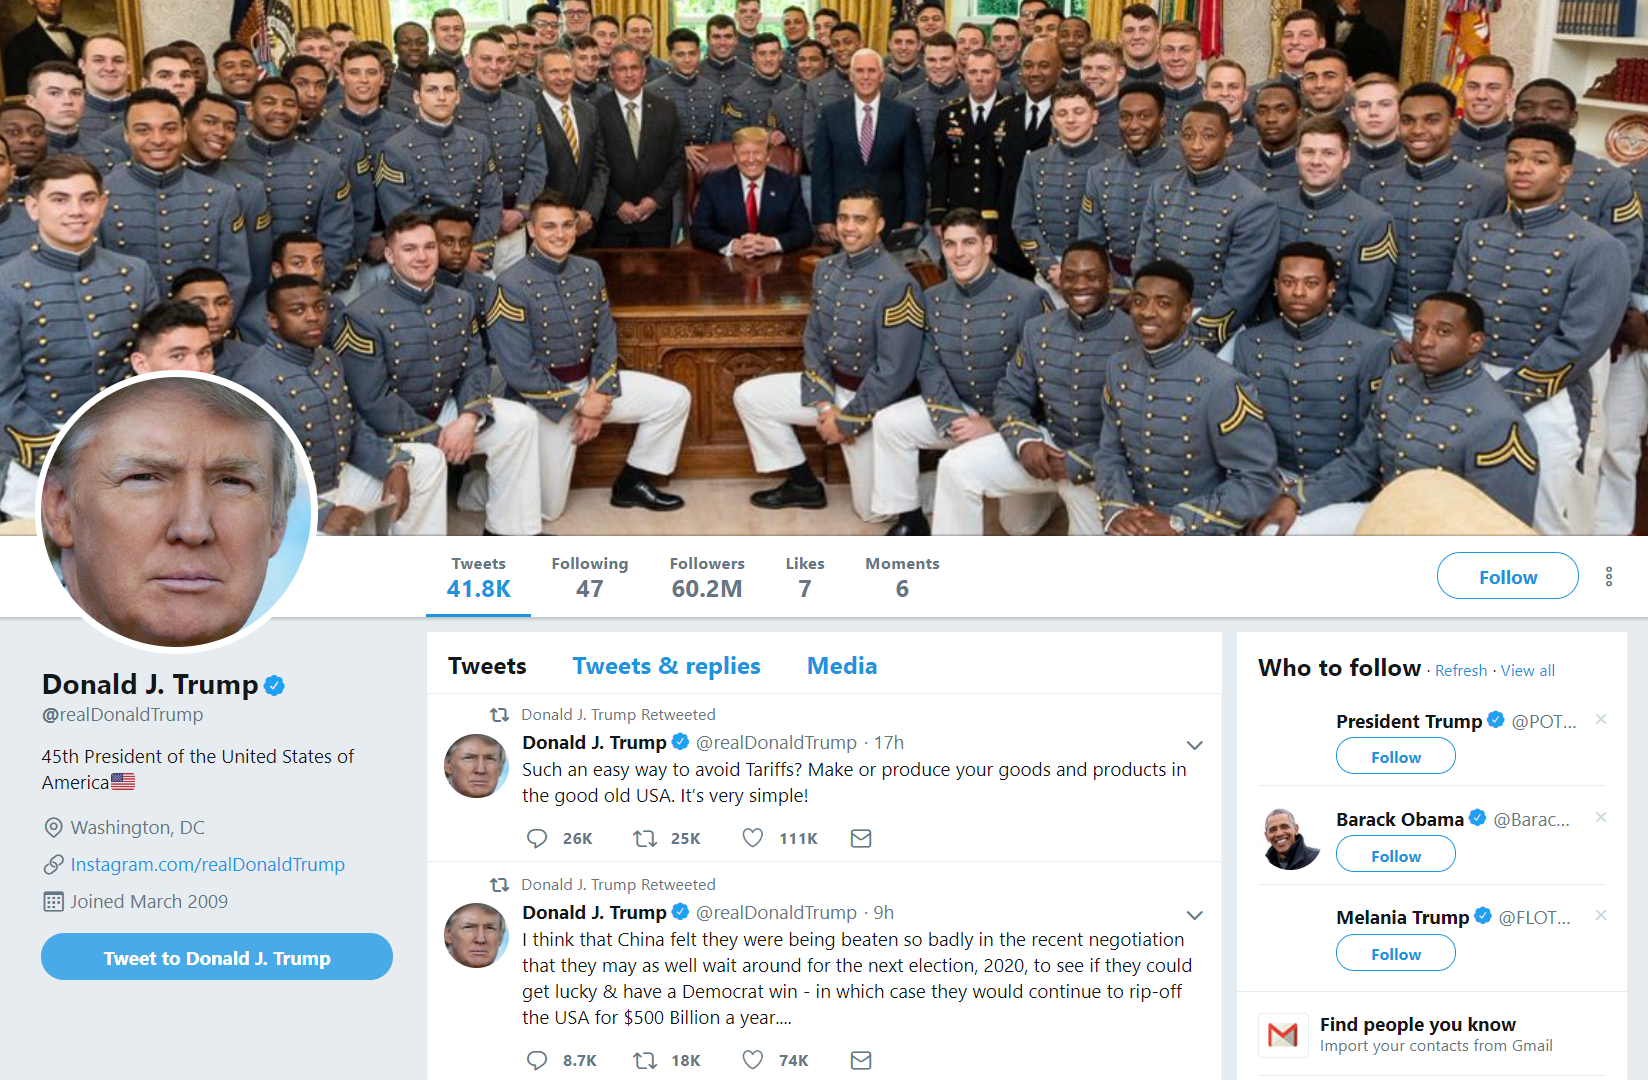 Tweets
41.8K
Following
47
Followers
60.2M
Likes
7
Moments
6
Follow
Donald J. Trump
@realDonaldTrump
45th President of the United States of
America
Washington, DC
Instagram.com/realDonaldTrump
Joined March 2009
Tweet to Donald J. Trump
Tweets Tweets & replies Media
Donald J. Trump Retweeted
Donald J. Trump @realDonaldTrump · 17h
Such an easy way to avoid Tariffs? Make or produce your goods and products in
the good old USA. It’s very simple!
26K 25K 111K
Donald J. Trump Retweeted
Donald J. Trump @realDonaldTrump · 9h
I think that China felt they were being beaten so badly in the recent negotiation
that they may as well wait around for the next election, 2020, to see if they could
get lucky & have a Democrat win - in which case they would continue to rip-off
the USA for $500 Billion a year....
8.7K 18K 74K
Who to follow · Refresh · View all
President Trump @POT...
Follow
Barack Obama @Barac...
Follow
Melania Trump @FLOT...
Follow
Find people you know
Import your contacts from Gmail